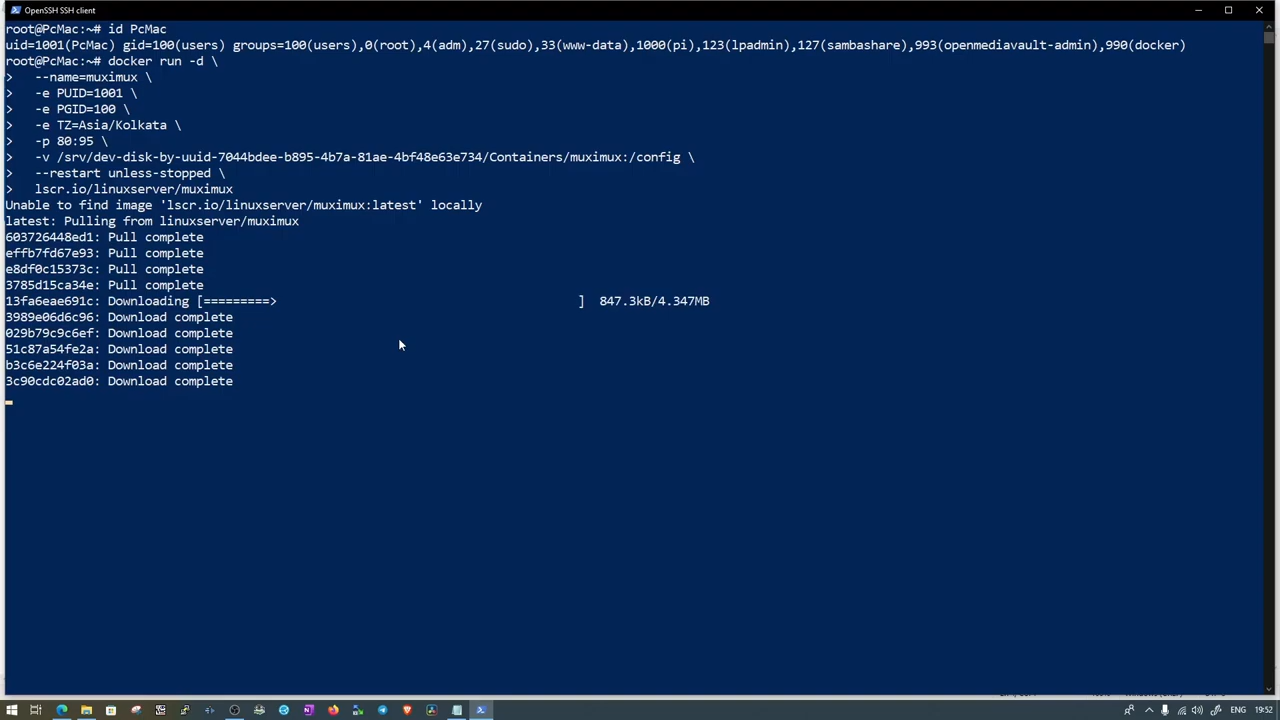 OpenSSH SSH client
root@PcMac:~# id PcMac
uid=1001(PcMac) gid=100(users) groups=100(users),0(root),4(adm),27(sudo),33(www-data),1000(pi),123(lpadmin),127(sambashare),993(openmediavault-admin),990(docker)
root@PcMac:~# docker run -d \
>   --name=muximux \
>   -e PUID=1001 \
>   -e PGID=100 \
>   -e TZ=Asia/Kolkata \
>   -p 80:95 \
>   -v /srv/dev-disk-by-uuid-7044bdee-b895-4b7a-81ae-4bf48e63e734/Containers/muximux:/config \
>   --restart unless-stopped \
>   lscr.io/linuxserver/muximux
Unable to find image 'lscr.io/linuxserver/muximux:latest' locally
latest: Pulling from linuxserver/muximux
603726448ed1: Pull complete
effb7fd67e93: Pull complete
e8df0c15373c: Pull complete
3785d15ca34e: Pull complete
13fa6eae691c: Downloading [=========>                                         ]  847.3kB/4.347MB
3989e06d6c96: Download complete
029b79c9c6ef: Download complete
51c87a54fe2a: Download complete
b3c6e224f03a: Download complete
3c90cdc02ad0: Download complete
ENG
19:52